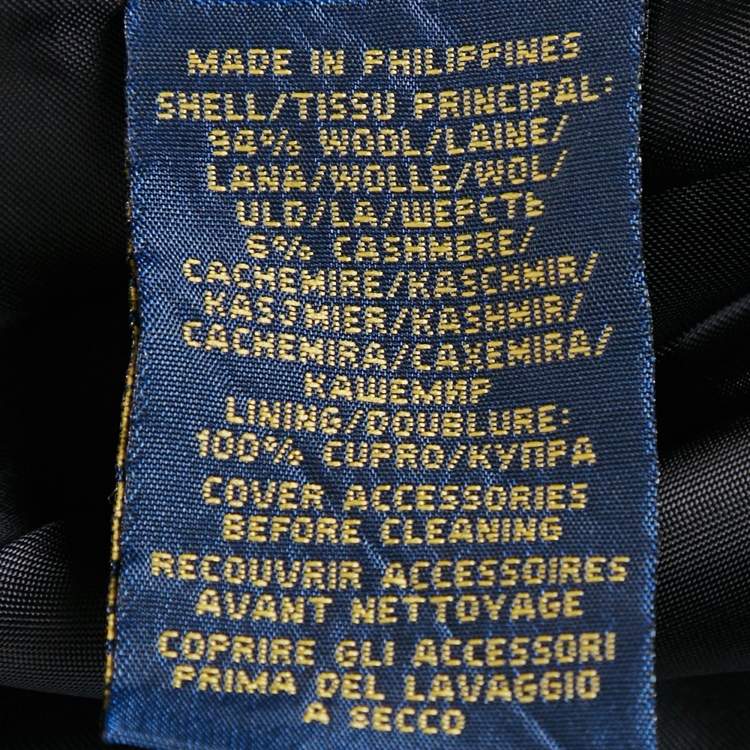 MADE IN PHILIPPINES
SHELL/TISSU PRINCIPAL:
94% WOOL/LAINE/
LANA/WOLLE/WOL/
ULD/LA/ШЕРСТЬ
6% CASHMERE/
CACHEMIRE/KASCHMIR/
KASJMIER/KASHMIR/
CACHEMIRA/CAXEMIRA/
КАШЕМИР
LINING/DOUBLURE:
100% CUPRO/КУПРА
COVER ACCESSORIES
BEFORE CLEANING
RECOUVRIR ACCESSOIRES
AVANT NETTOYAGE
COPRIRE GLI ACCESSORI
PRIMA DEL LAVAGGIO
A SECCO